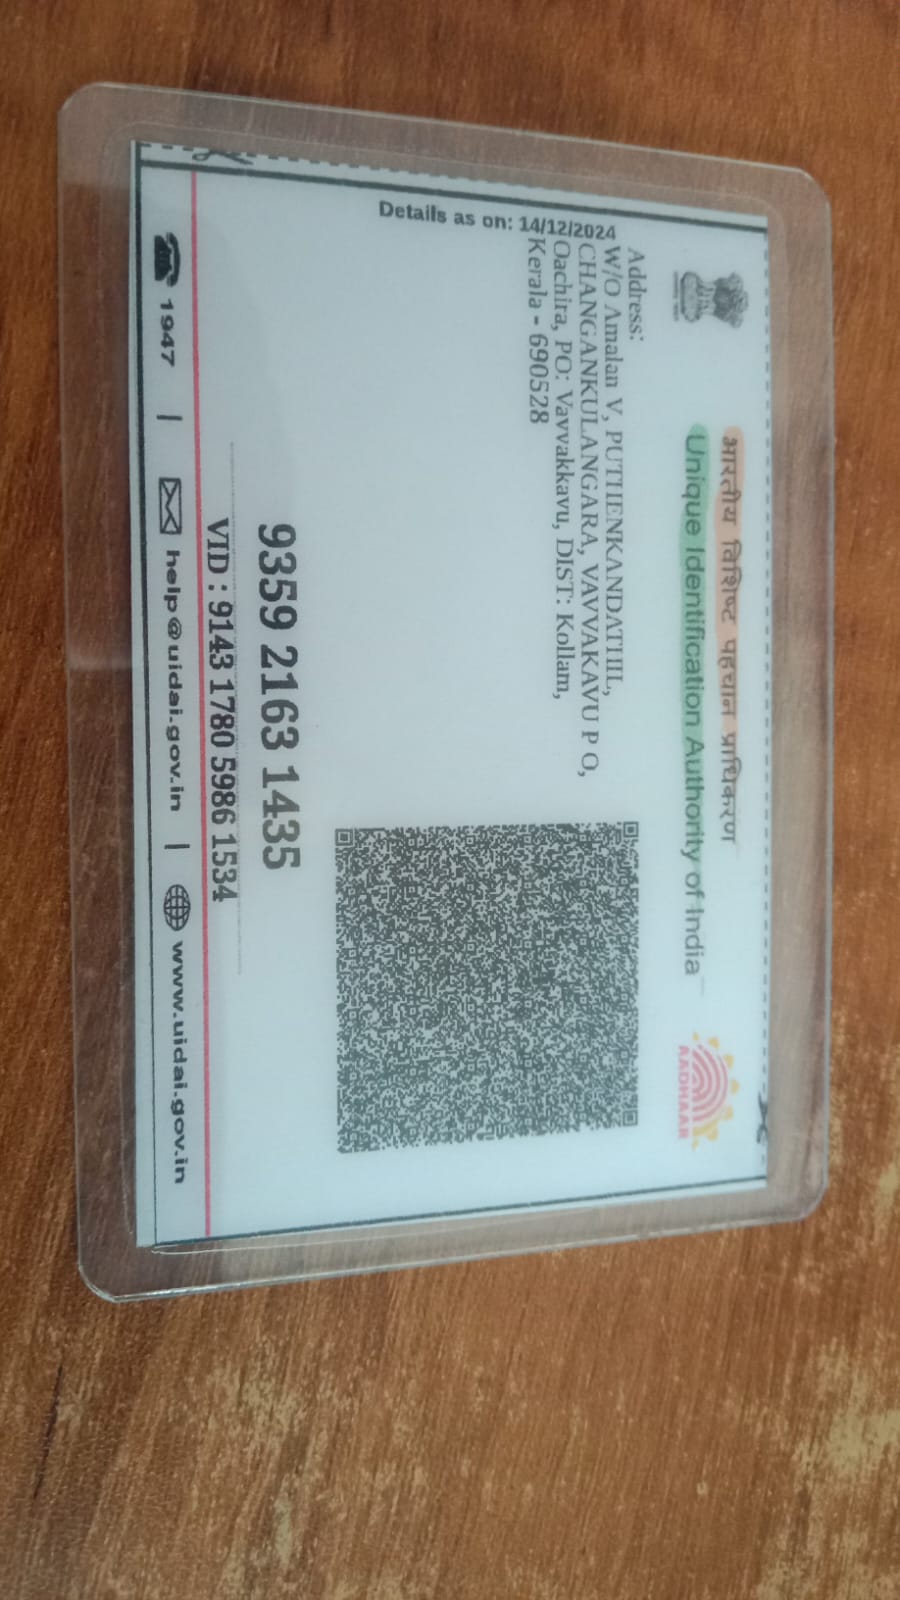 भारतीय विशिष्ट पहचान प्राधिकरण
Unique Identification Authority of India
AADHAAR
Details as on: 14/12/2024
Address:
W/O Amalan V, PUTHENKANDATHIL,
CHANGANKULANGARA, VAVVAKAVU P O,
Oachira, PO: Vavvakkavu, DIST: Kollam,
Kerala - 690528
9359 2163 1435
VID : 9143 1780 5986 1534
1947 | help@uidai.gov.in | www.uidai.gov.in